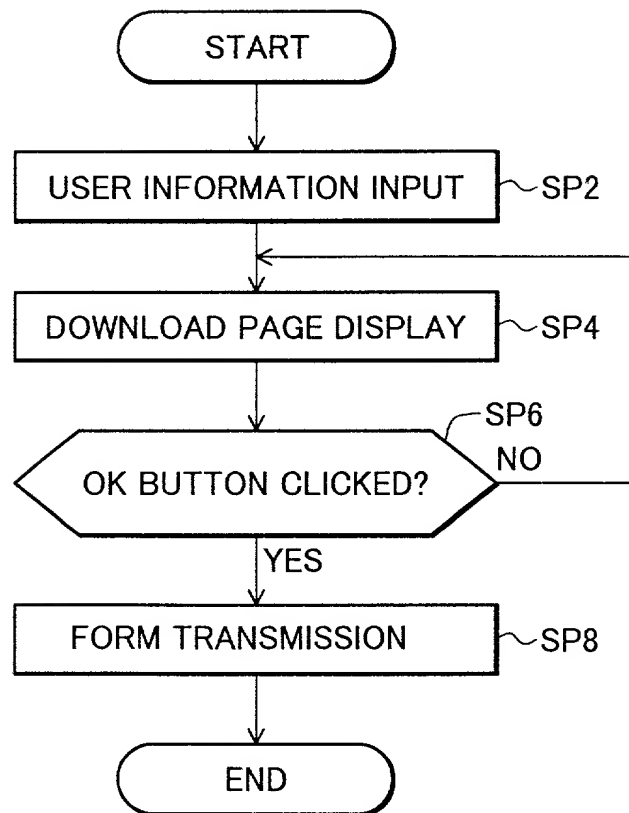 START
USER INFORMATION INPUT
SP2
DOWNLOAD PAGE DISPLAY
SP4
SP6
OK BUTTON CLICKED?
NO
YES
FORM TRANSMISSION
SP8
END